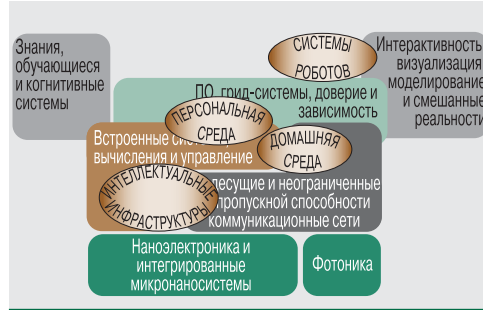 Знания,
обучающиеся
и когнитивные
системы
СИСТЕМЫ
РОБОТОВ
Интерактивность,
визуализация,
моделирование
и смешанные
реальности
ПО, грид-системы, доверие и
зависимость
ПЕРСОНАЛЬНАЯ
СРЕДА
Встроенные
вычисления и управление
ДОМАШНЯЯ
СРЕДА
ИНТЕЛЛЕКТУАЛЬНЫЕ
ИНФРАСТРУКТУРЫ
и неограниченные
пропускной способности
коммуникационные сети
Наноэлектроника и
интегрированные
микронаносистемы
Фотоника